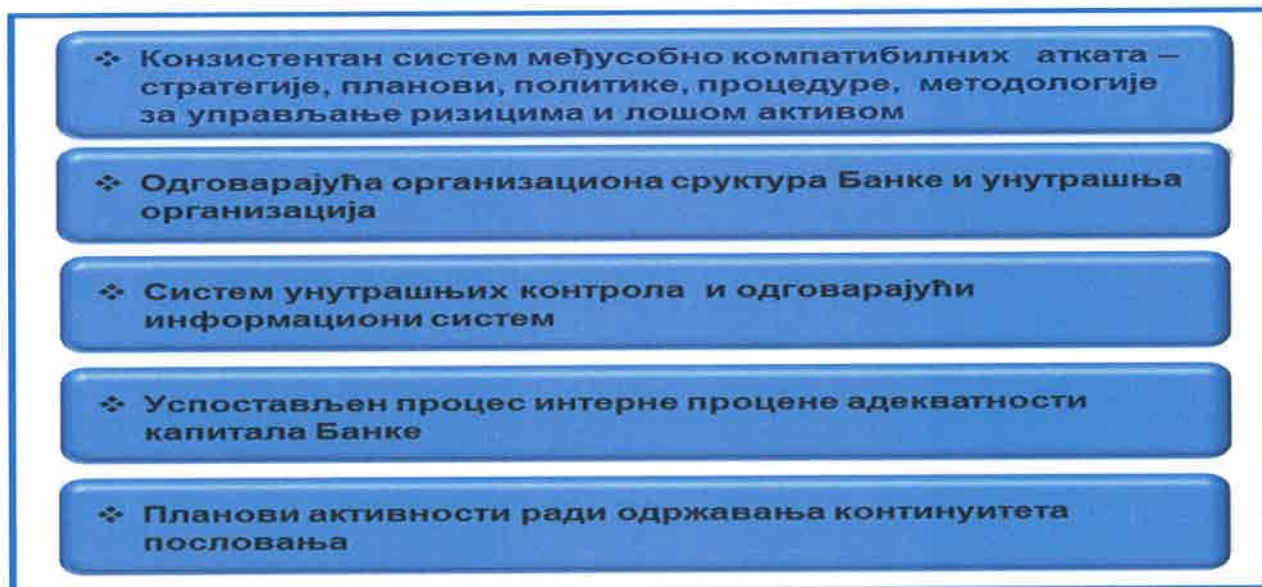 ❖ Конзистентан систем међусобно компатибилних атката –
стратегије, планови, политике, процедуре, методологије
за управљање ризицима и лошом активом
❖ Одговарајућа организациона сруктура Банке и унутрашња
организација
❖ Систем унутрашњих контрола и одговарајући
информациони систем
❖ Успостављен процес интерне процене адекватности
капитала Банке
❖ Планови активности ради одржавања континуитета
пословања